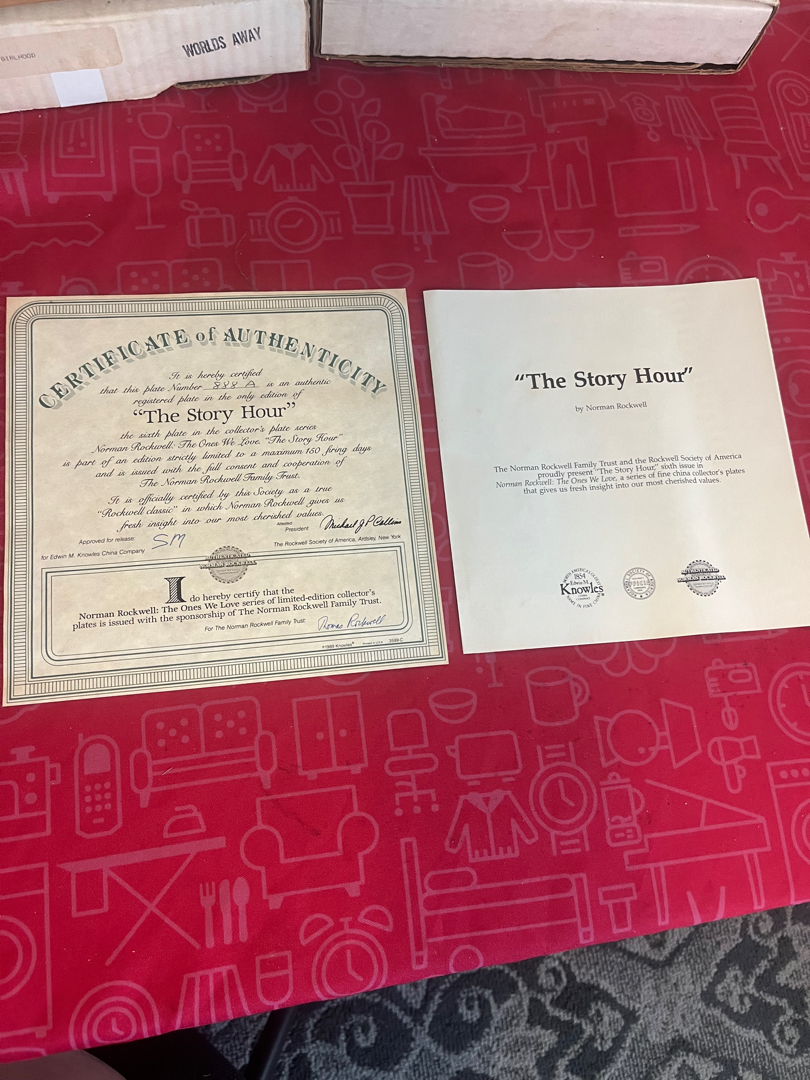 GIRLHOOD
WORLDS AWAY
CERTIFICATE of AUTHENTICITY
It is hereby certified
that this plate Number 888 A is an authentic
registered plate in the only edition of
“The Story Hour”
the sixth plate in the collector's plate series
Norman Rockwell: The Ones We Love. “The Story Hour”
is part of an edition strictly limited to a maximum 150 firing days
and is issued with the full consent and cooperation of
The Norman Rockwell Family Trust.
It is officially certified by this Society as a true
“Rockwell classic” in which Norman Rockwell gives us
fresh insight into our most cherished values.
Approved for release: SM
for Edwin M. Knowles China Company
Attested
President
The Rockwell Society of America, Ardsley, New York
AUTHENTICATED
NORMAN ROCKWELL
I do hereby certify that the
Norman Rockwell: The Ones We Love series of limited-edition collector's
plates is issued with the sponsorship of The Norman Rockwell Family Trust.
For The Norman Rockwell Family Trust: Thomas Rockwell
©1989 Knowles®
“The Story Hour”
by Norman Rockwell
The Norman Rockwell Family Trust and the Rockwell Society of America
proudly present “The Story Hour,” sixth issue in
Norman Rockwell: The Ones We Love, a series of fine china collector's plates
that gives us fresh insight into our most cherished values.
1854
Edwin M.
Knowles
AUTHENTICATED
NORMAN ROCKWELL